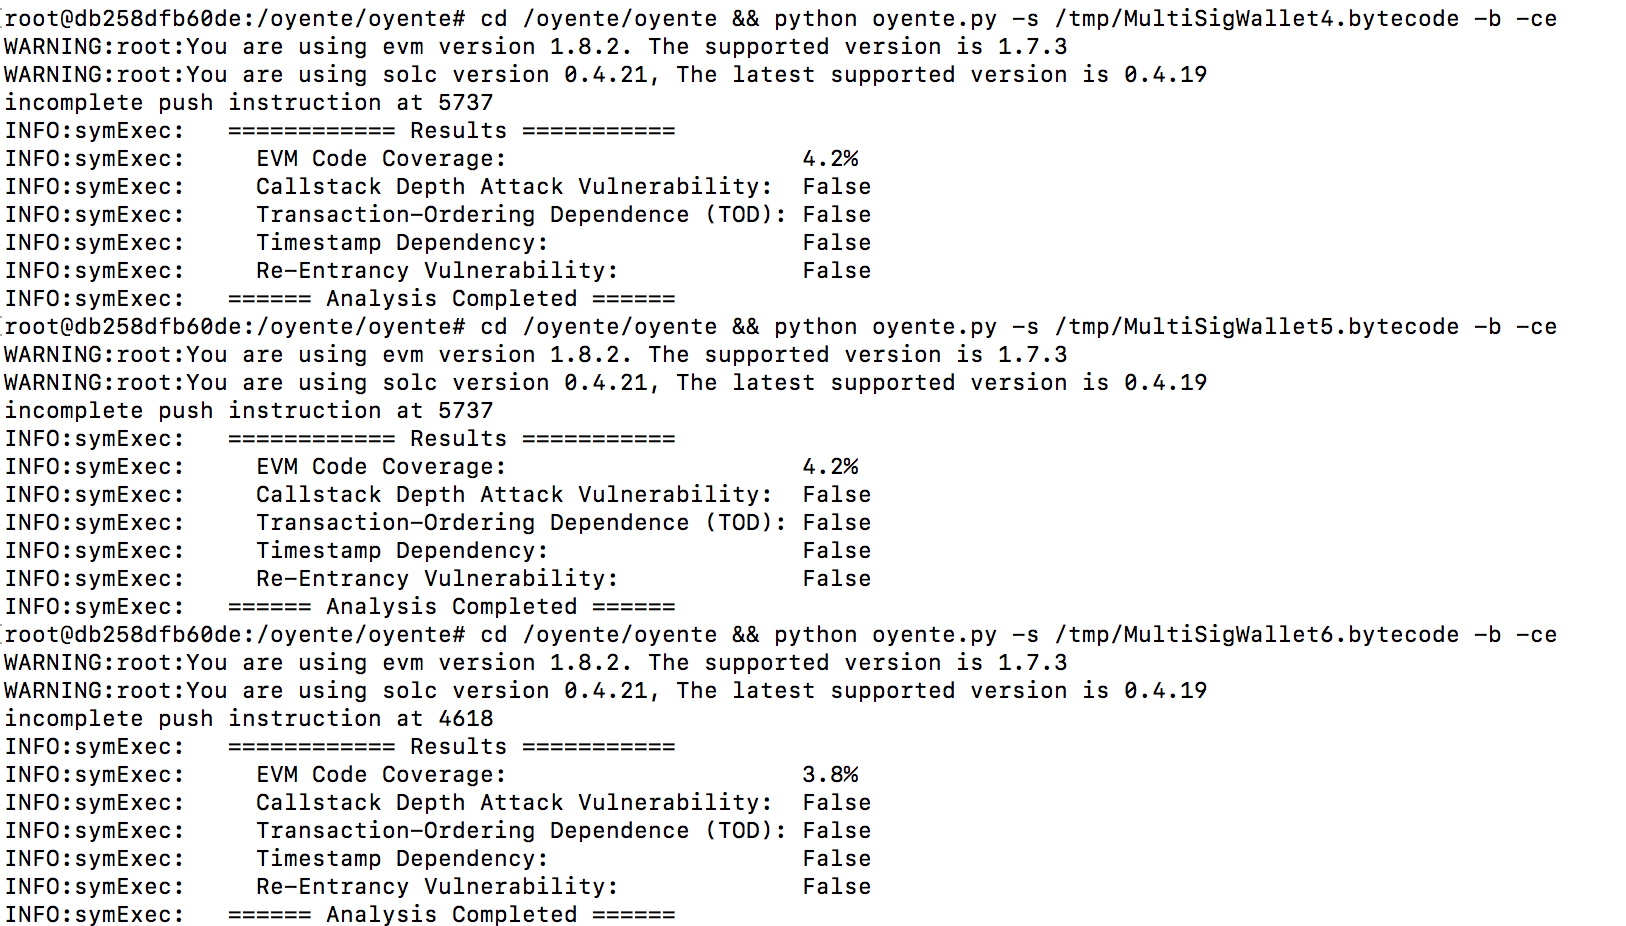 root@db258dfb60de:/oyente/oyente# cd /oyente/oyente && python oyente.py -s /tmp/MultiSigWallet4.bytecode -b -ce
WARNING:root:You are using evm version 1.8.2. The supported version is 1.7.3
WARNING:root:You are using solc version 0.4.21, The latest supported version is 0.4.19
incomplete push instruction at 5737
INFO:symExec:   ============ Results ===========
INFO:symExec:     EVM Code Coverage:                     4.2%
INFO:symExec:     Callstack Depth Attack Vulnerability:  False
INFO:symExec:     Transaction-Ordering Dependence (TOD): False
INFO:symExec:     Timestamp Dependency:                  False
INFO:symExec:     Re-Entrancy Vulnerability:             False
INFO:symExec:   ====== Analysis Completed ======
root@db258dfb60de:/oyente/oyente# cd /oyente/oyente && python oyente.py -s /tmp/MultiSigWallet5.bytecode -b -ce
WARNING:root:You are using evm version 1.8.2. The supported version is 1.7.3
WARNING:root:You are using solc version 0.4.21, The latest supported version is 0.4.19
incomplete push instruction at 5737
INFO:symExec:   ============ Results ===========
INFO:symExec:     EVM Code Coverage:                     4.2%
INFO:symExec:     Callstack Depth Attack Vulnerability:  False
INFO:symExec:     Transaction-Ordering Dependence (TOD): False
INFO:symExec:     Timestamp Dependency:                  False
INFO:symExec:     Re-Entrancy Vulnerability:             False
INFO:symExec:   ====== Analysis Completed ======
root@db258dfb60de:/oyente/oyente# cd /oyente/oyente && python oyente.py -s /tmp/MultiSigWallet6.bytecode -b -ce
WARNING:root:You are using evm version 1.8.2. The supported version is 1.7.3
WARNING:root:You are using solc version 0.4.21, The latest supported version is 0.4.19
incomplete push instruction at 4618
INFO:symExec:   ============ Results ===========
INFO:symExec:     EVM Code Coverage:                     3.8%
INFO:symExec:     Callstack Depth Attack Vulnerability:  False
INFO:symExec:     Transaction-Ordering Dependence (TOD): False
INFO:symExec:     Timestamp Dependency:                  False
INFO:symExec:     Re-Entrancy Vulnerability:             False
INFO:symExec:   ====== Analysis Completed ======